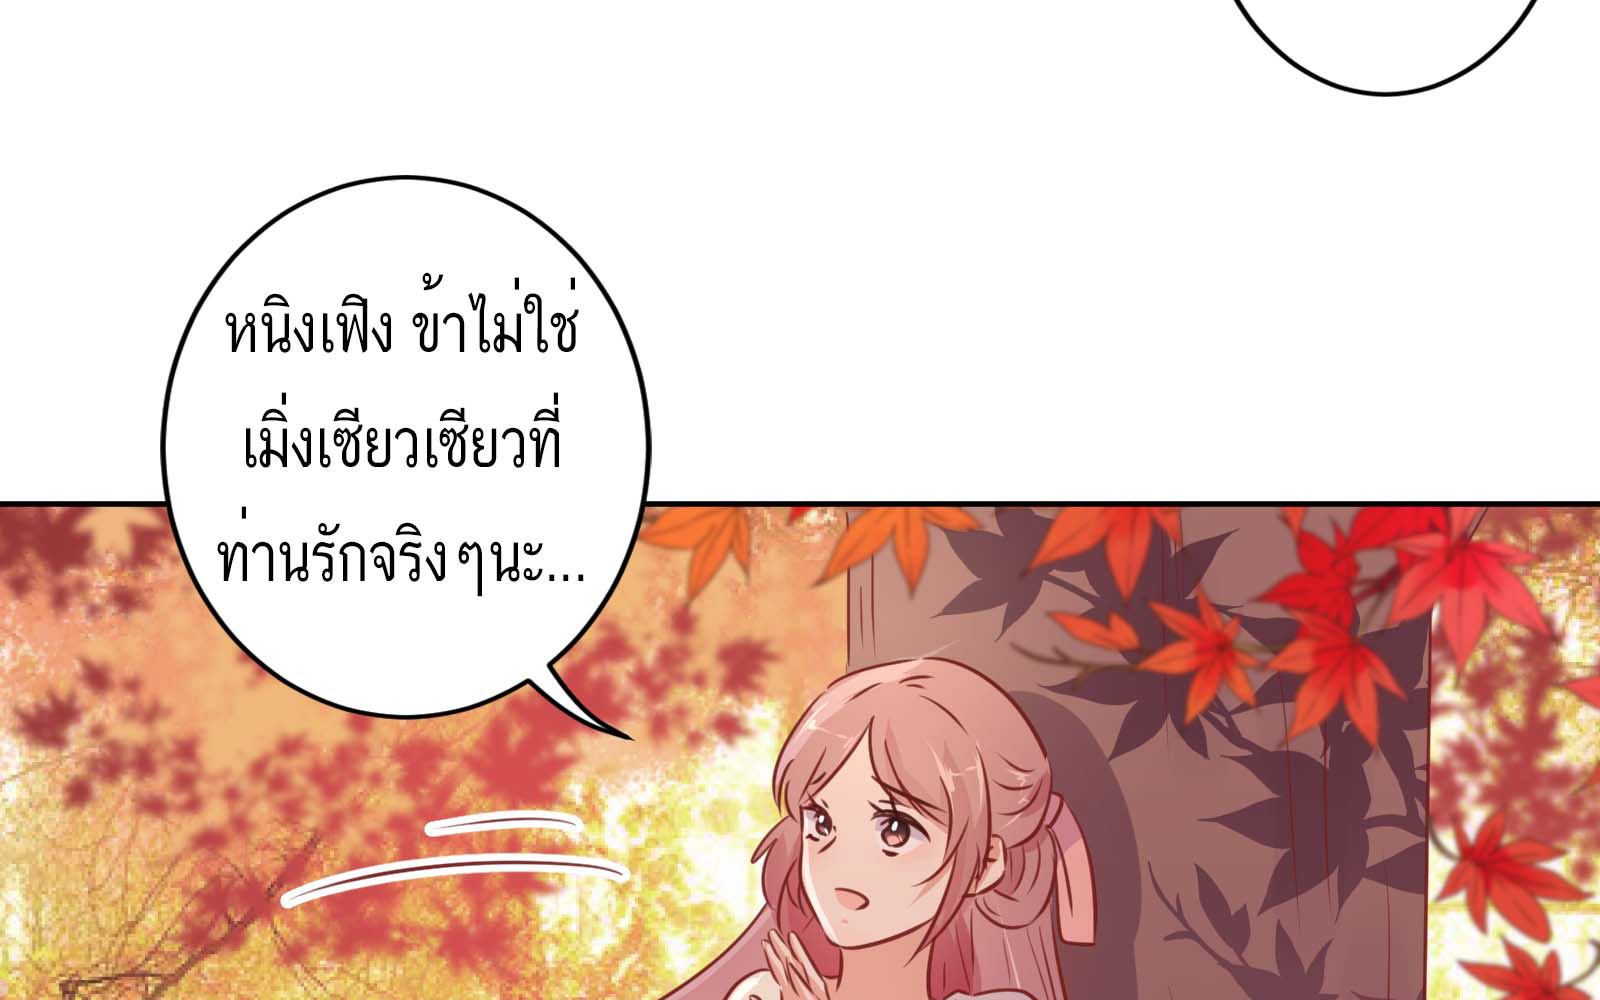 หนิงเฟิง ข้าไม่ใช่
เมิ่งเซียวเซียวที่
ท่านรักจริงๆนะ...